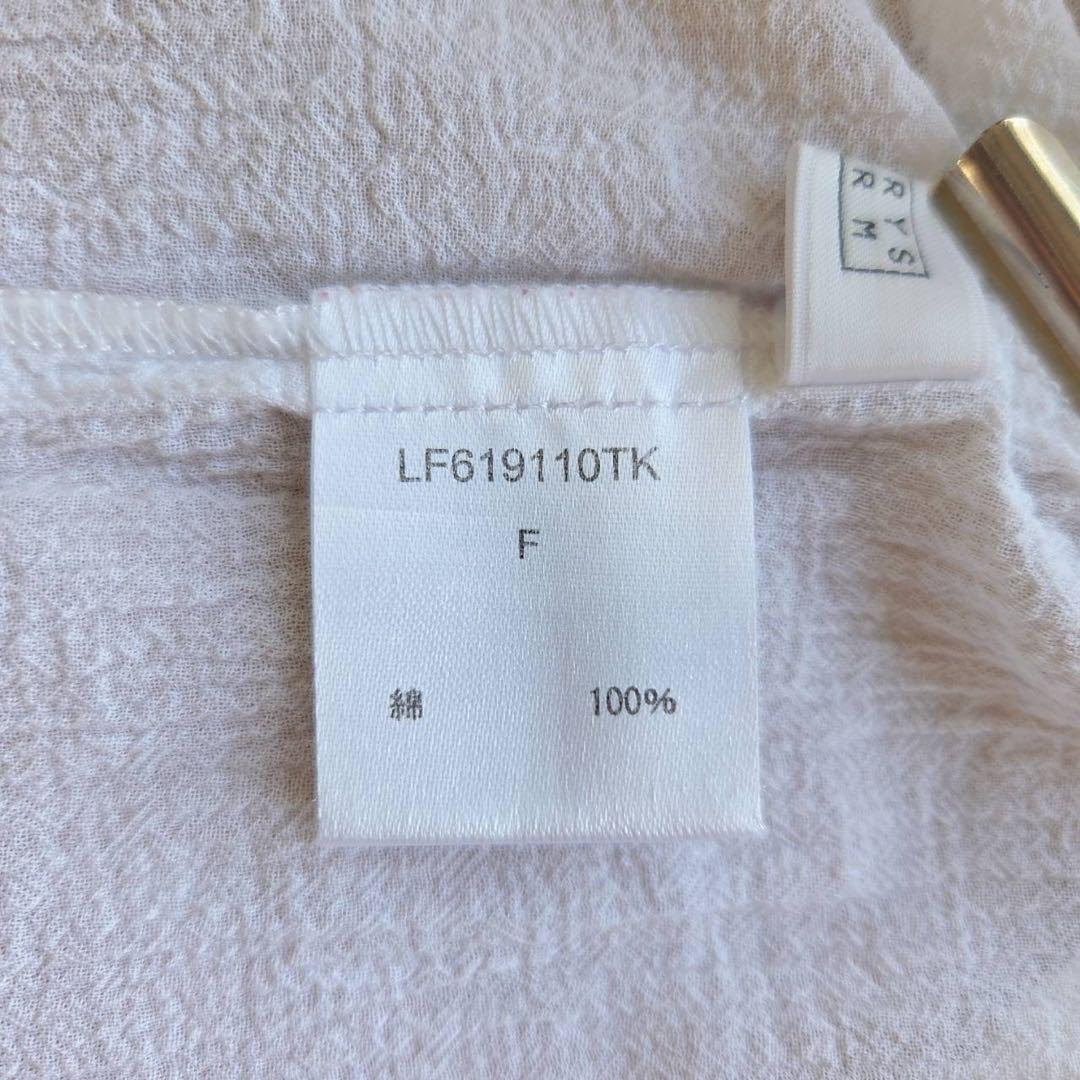 LF619110TK
F
綿 100%
R Y S
R M